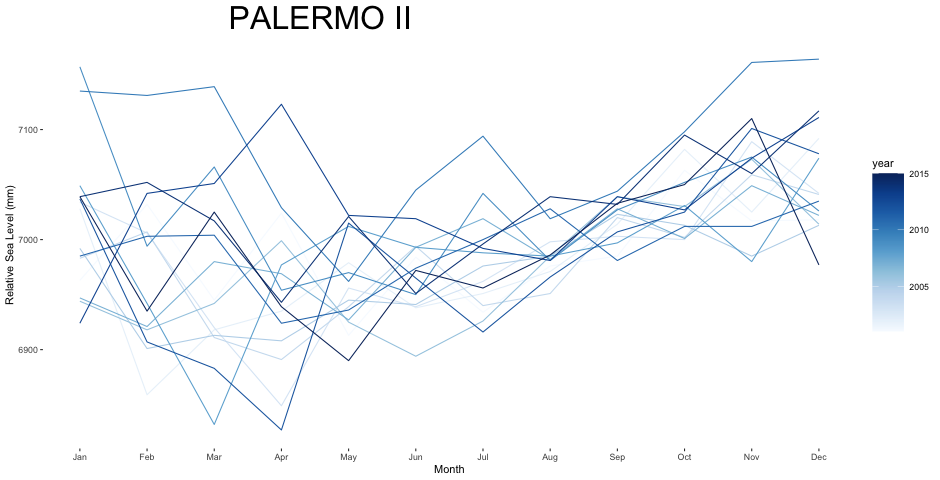 PALERMO II
Relative Sea Level (mm)
7100
7000
6900
Jan Feb Mar Apr May Jun Jul Aug Sep Oct Nov Dec
Month
year
2015
2010
2005